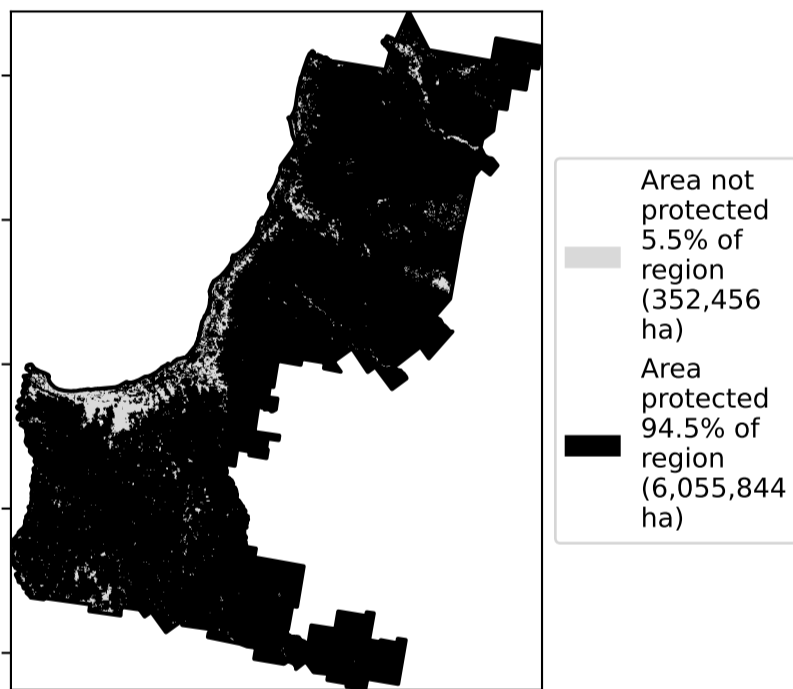 Area not
protected
5.5% of
region
(352,456
ha)
Area
protected
94.5% of
region
(6,055,844
ha)